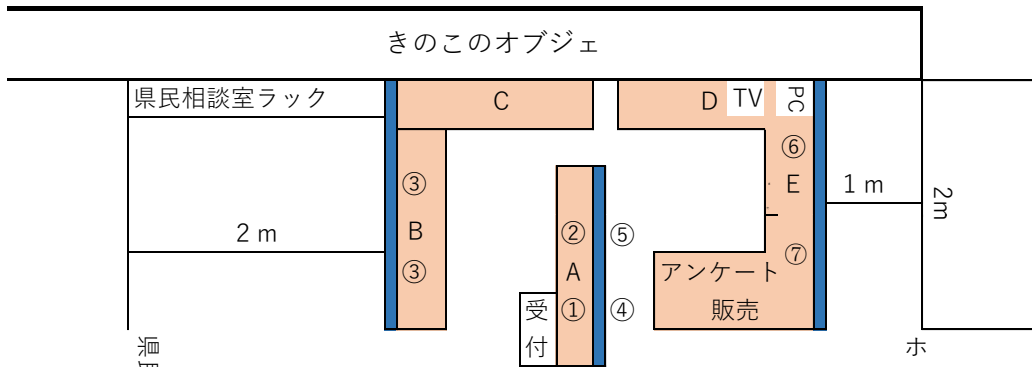 きのこのオブジェ
県民相談室ラック
C
D
TV
PC
⑥
③
E
1 m
2m
2 m
B
②
⑤
③
A
⑦
アンケート
販売
受付
①
④
ホ